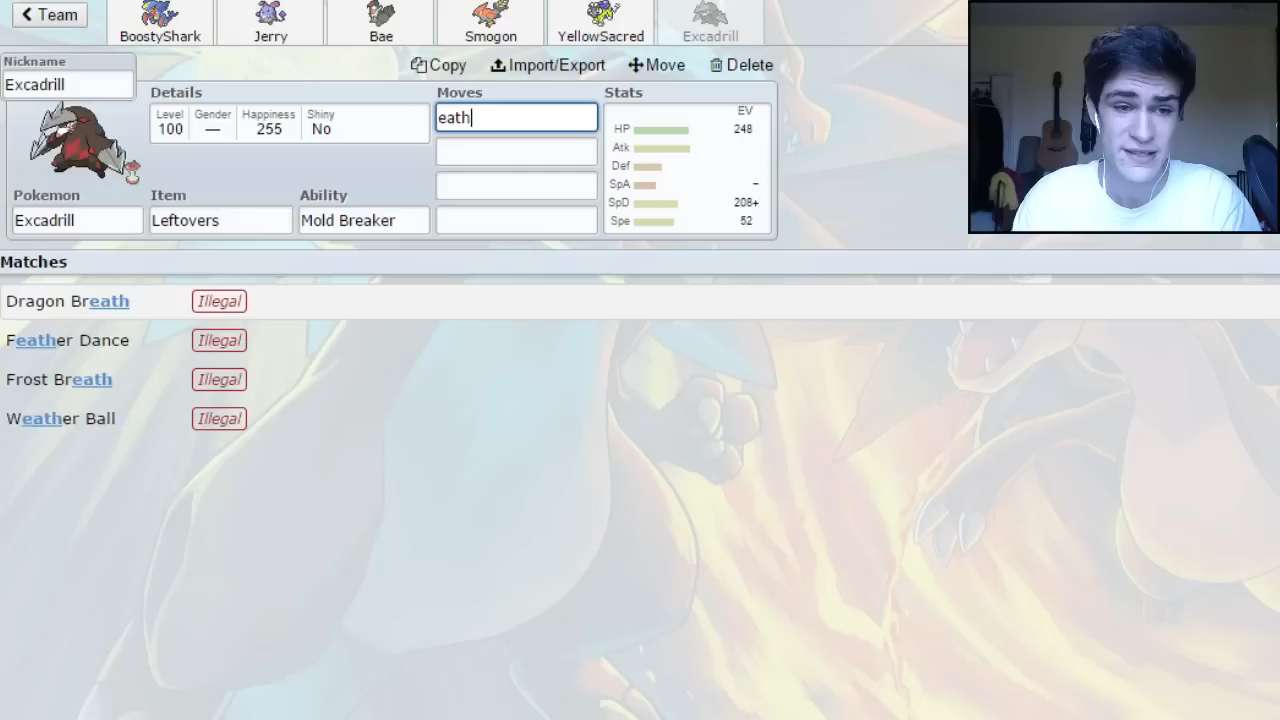 Team
BoostyShark
Jerry
Bae
Smogon
YellowSacred
Excadrill
Nickname
Excadrill
Copy
Import/Export
Move
Delete
Details
Level
100
Gender
—
Happiness
255
Shiny
No
Pokemon
Excadrill
Item
Leftovers
Ability
Mold Breaker
Moves
eath
Stats
EV
HP 248
Atk
Def
SpA –
SpD 208+
Spe 52
Matches
Dragon Breath Illegal
Feather Dance Illegal
Frost Breath Illegal
Weather Ball Illegal